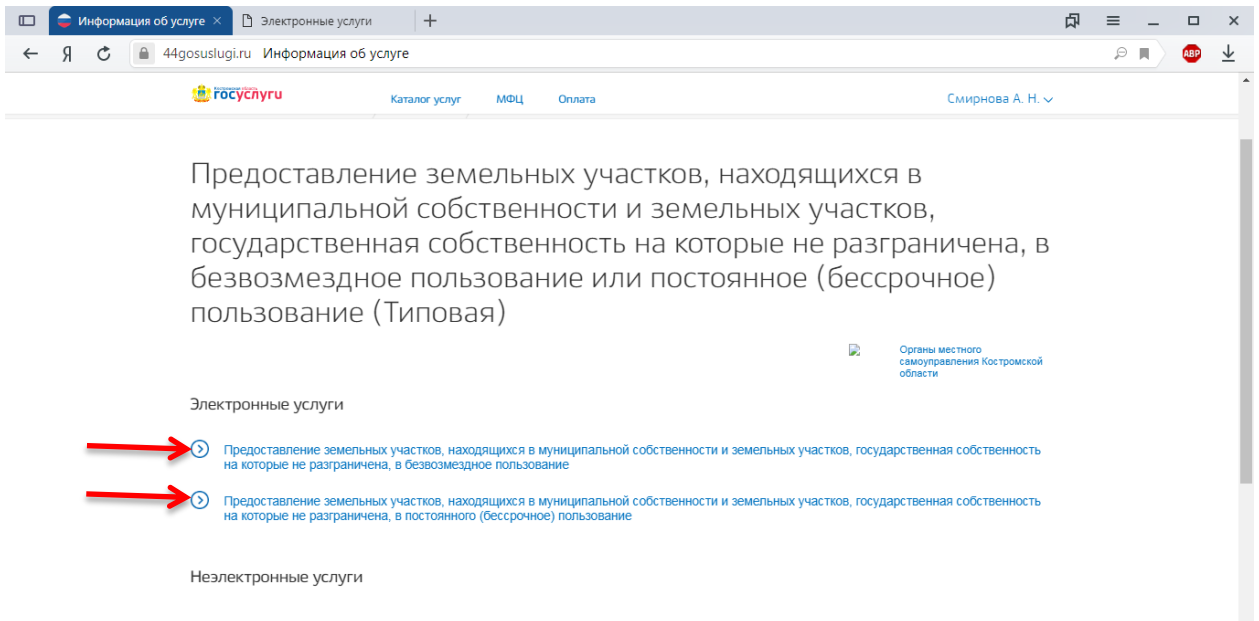 Информация об услуге
Электронные услуги
Я
44gosuslugi.ru Информация об услуге
ABP
Костромская область
госуслуги
Каталог услуг
МФЦ
Оплата
Смирнова А. Н.
Предоставление земельных участков, находящихся в
муниципальной собственности и земельных участков,
государственная собственность на которые не разграничена, в
безвозмездное пользование или постоянное (бессрочное)
пользование (Типовая)
Органы местного
самоуправления Костромской
области
Электронные услуги
Предоставление земельных участков, находящихся в муниципальной собственности и земельных участков, государственная собственность
на которые не разграничена, в безвозмездное пользование
Предоставление земельных участков, находящихся в муниципальной собственности и земельных участков, государственная собственность
на которые не разграничена, в постоянного (бессрочное) пользование
Неэлектронные услуги